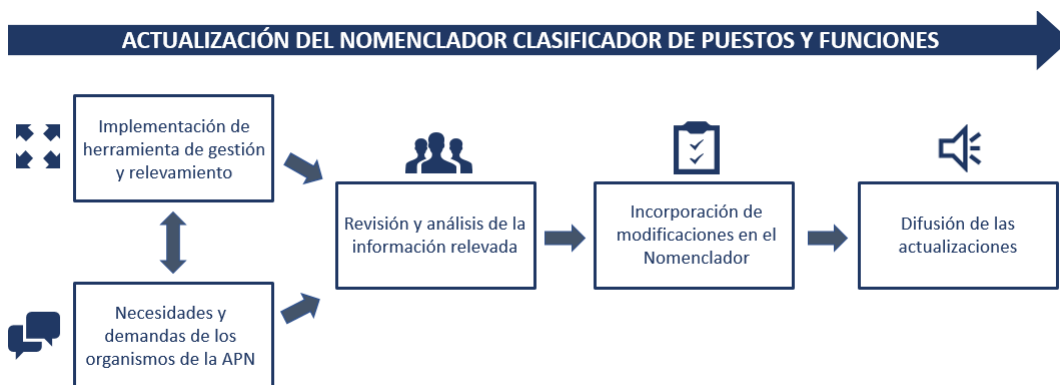 ACTUALIZACIÓN DEL NOMENCLADOR CLASIFICADOR DE PUESTOS Y FUNCIONES
Implementación de
herramienta de gestión
y relevamiento
Necesidades y
demandas de los
organismos de la APN
Revisión y análisis de la
información relevada
Incorporación de
modificaciones en el
Nomenclador
Difusión de las
actualizaciones